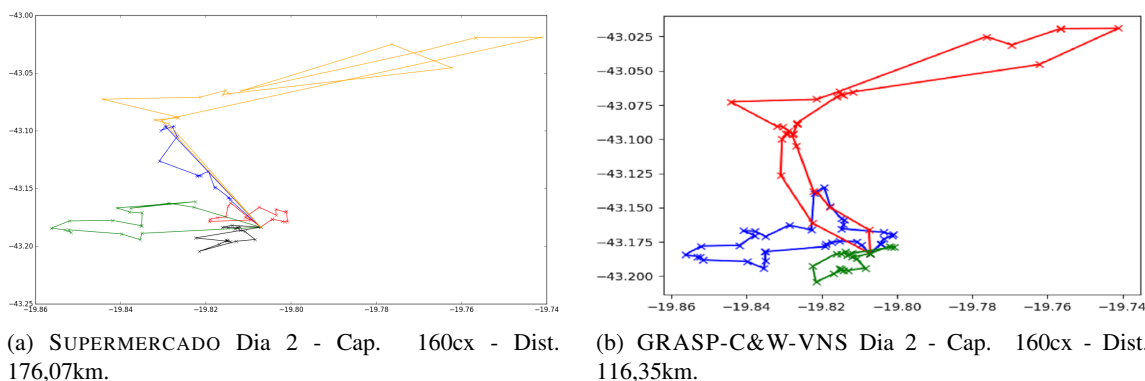 −43.00
−43.05
−43.10
−43.15
−43.20
−43.25
−19.86 −19.84 −19.82 −19.80 −19.78 −19.76 −19.74
(a) SUPERMERCADO Dia 2 - Cap. 160cx - Dist.
176,07km.
−43.025
−43.050
−43.075
−43.100
−43.125
−43.150
−43.175
−43.200
−19.86 −19.84 −19.82 −19.80 −19.78 −19.76 −19.74
(b) GRASP-C&W-VNS Dia 2 - Cap. 160cx - Dist.
116,35km.